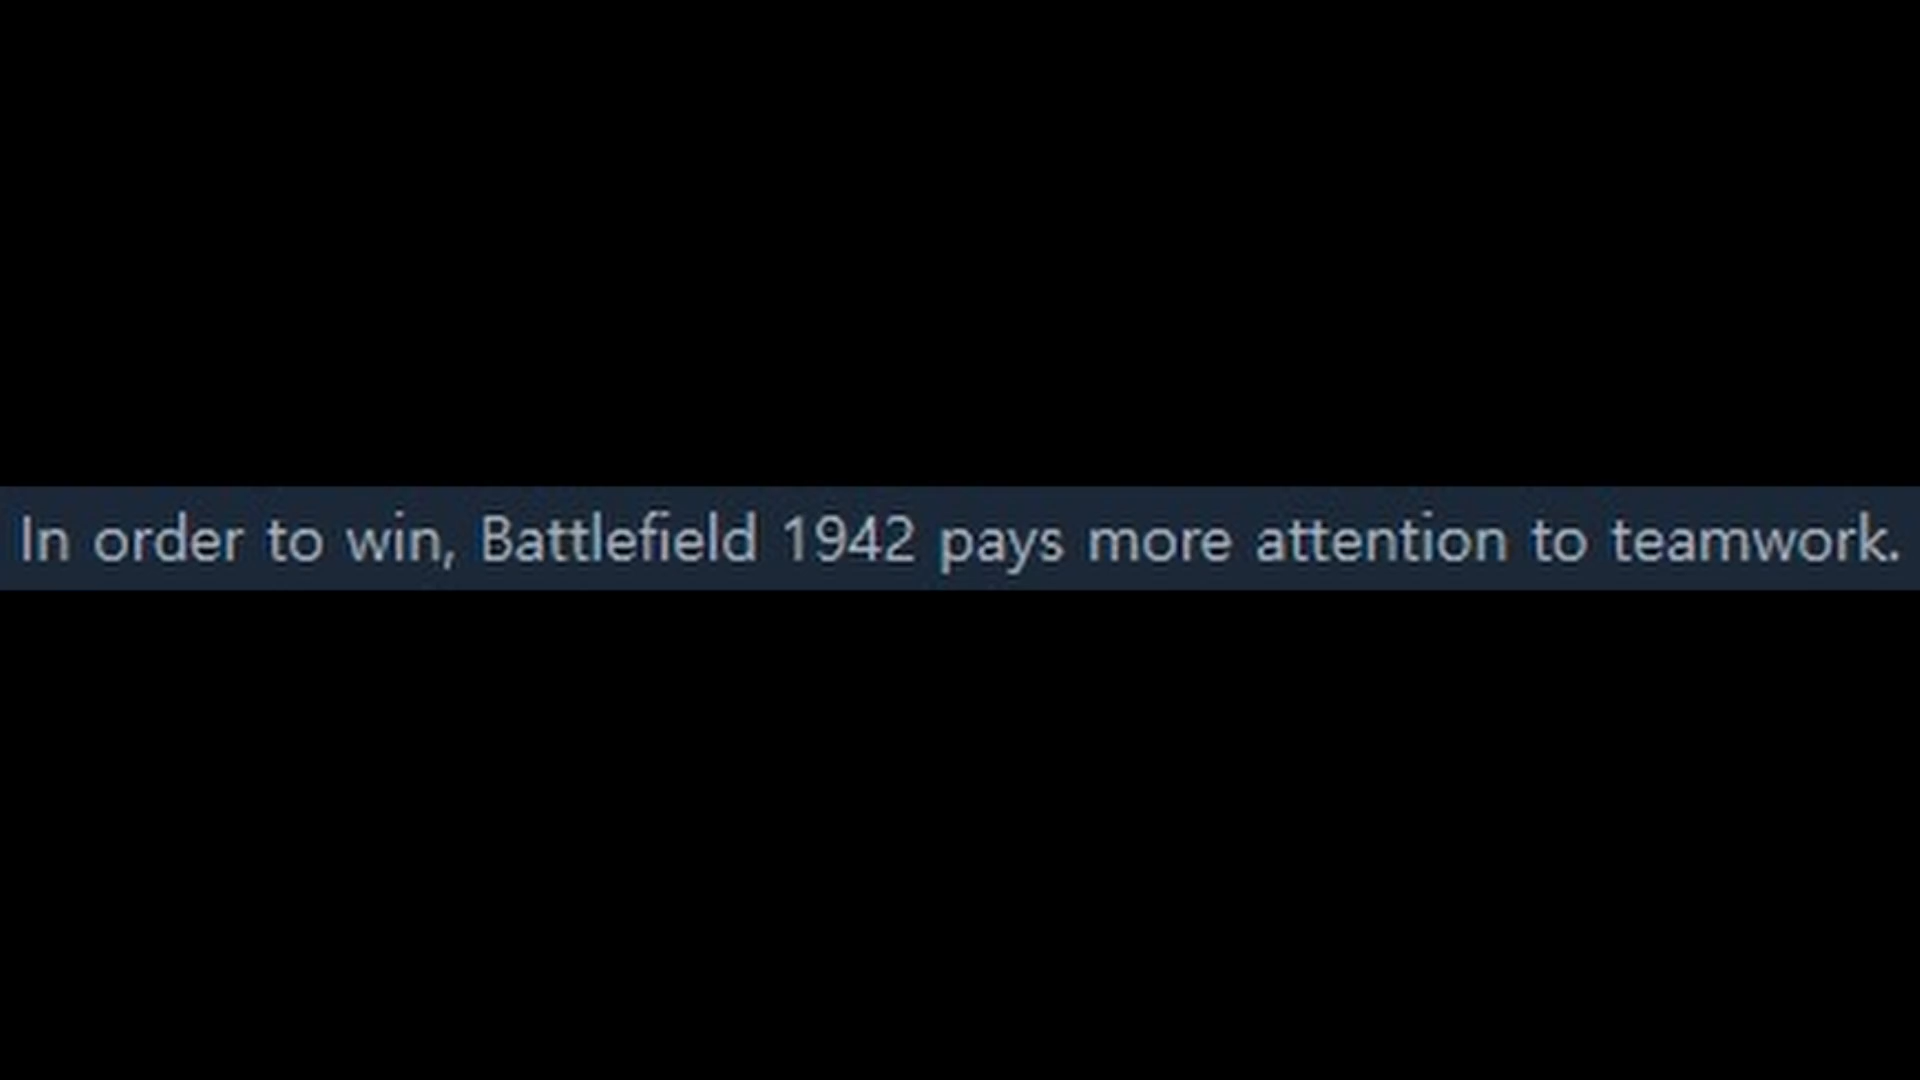 In order to win, Battlefield 1942 pays more attention to teamwork.